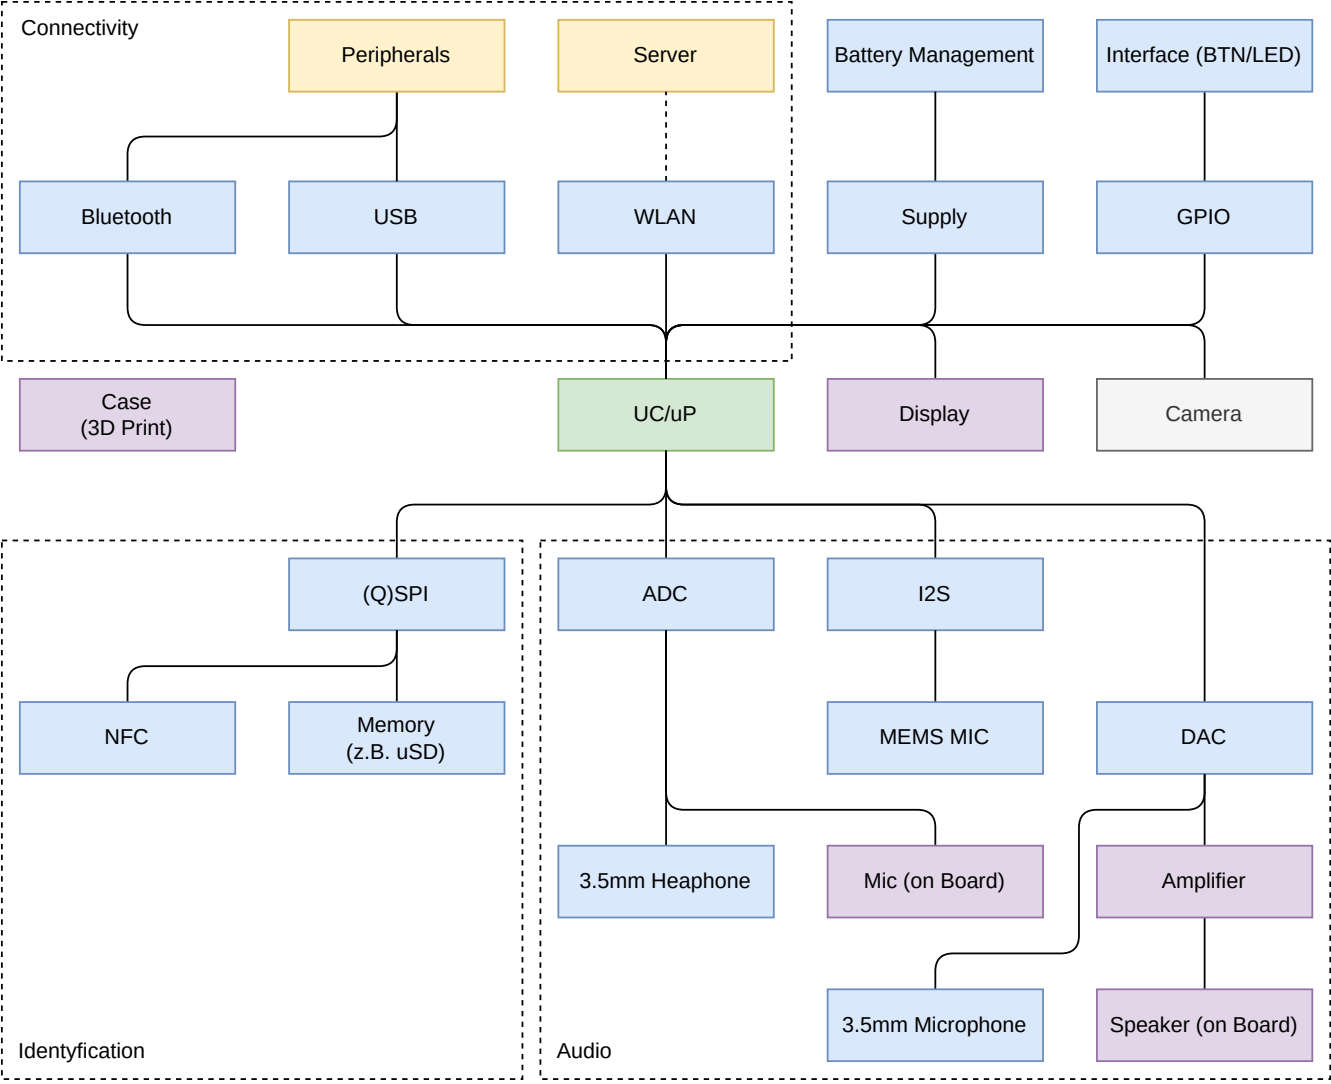 Connectivity
Peripherals
Server
Battery Management
Interface (BTN/LED)
Bluetooth
USB
WLAN
Supply
GPIO
Case
(3D Print)
UC/uP
Display
Camera
(Q)SPI
ADC
I2S
NFC
Memory
(z.B. uSD)
MEMS MIC
DAC
3.5mm Heaphone
Mic (on Board)
Amplifier
3.5mm Microphone
Speaker (on Board)
Identyfication
Audio